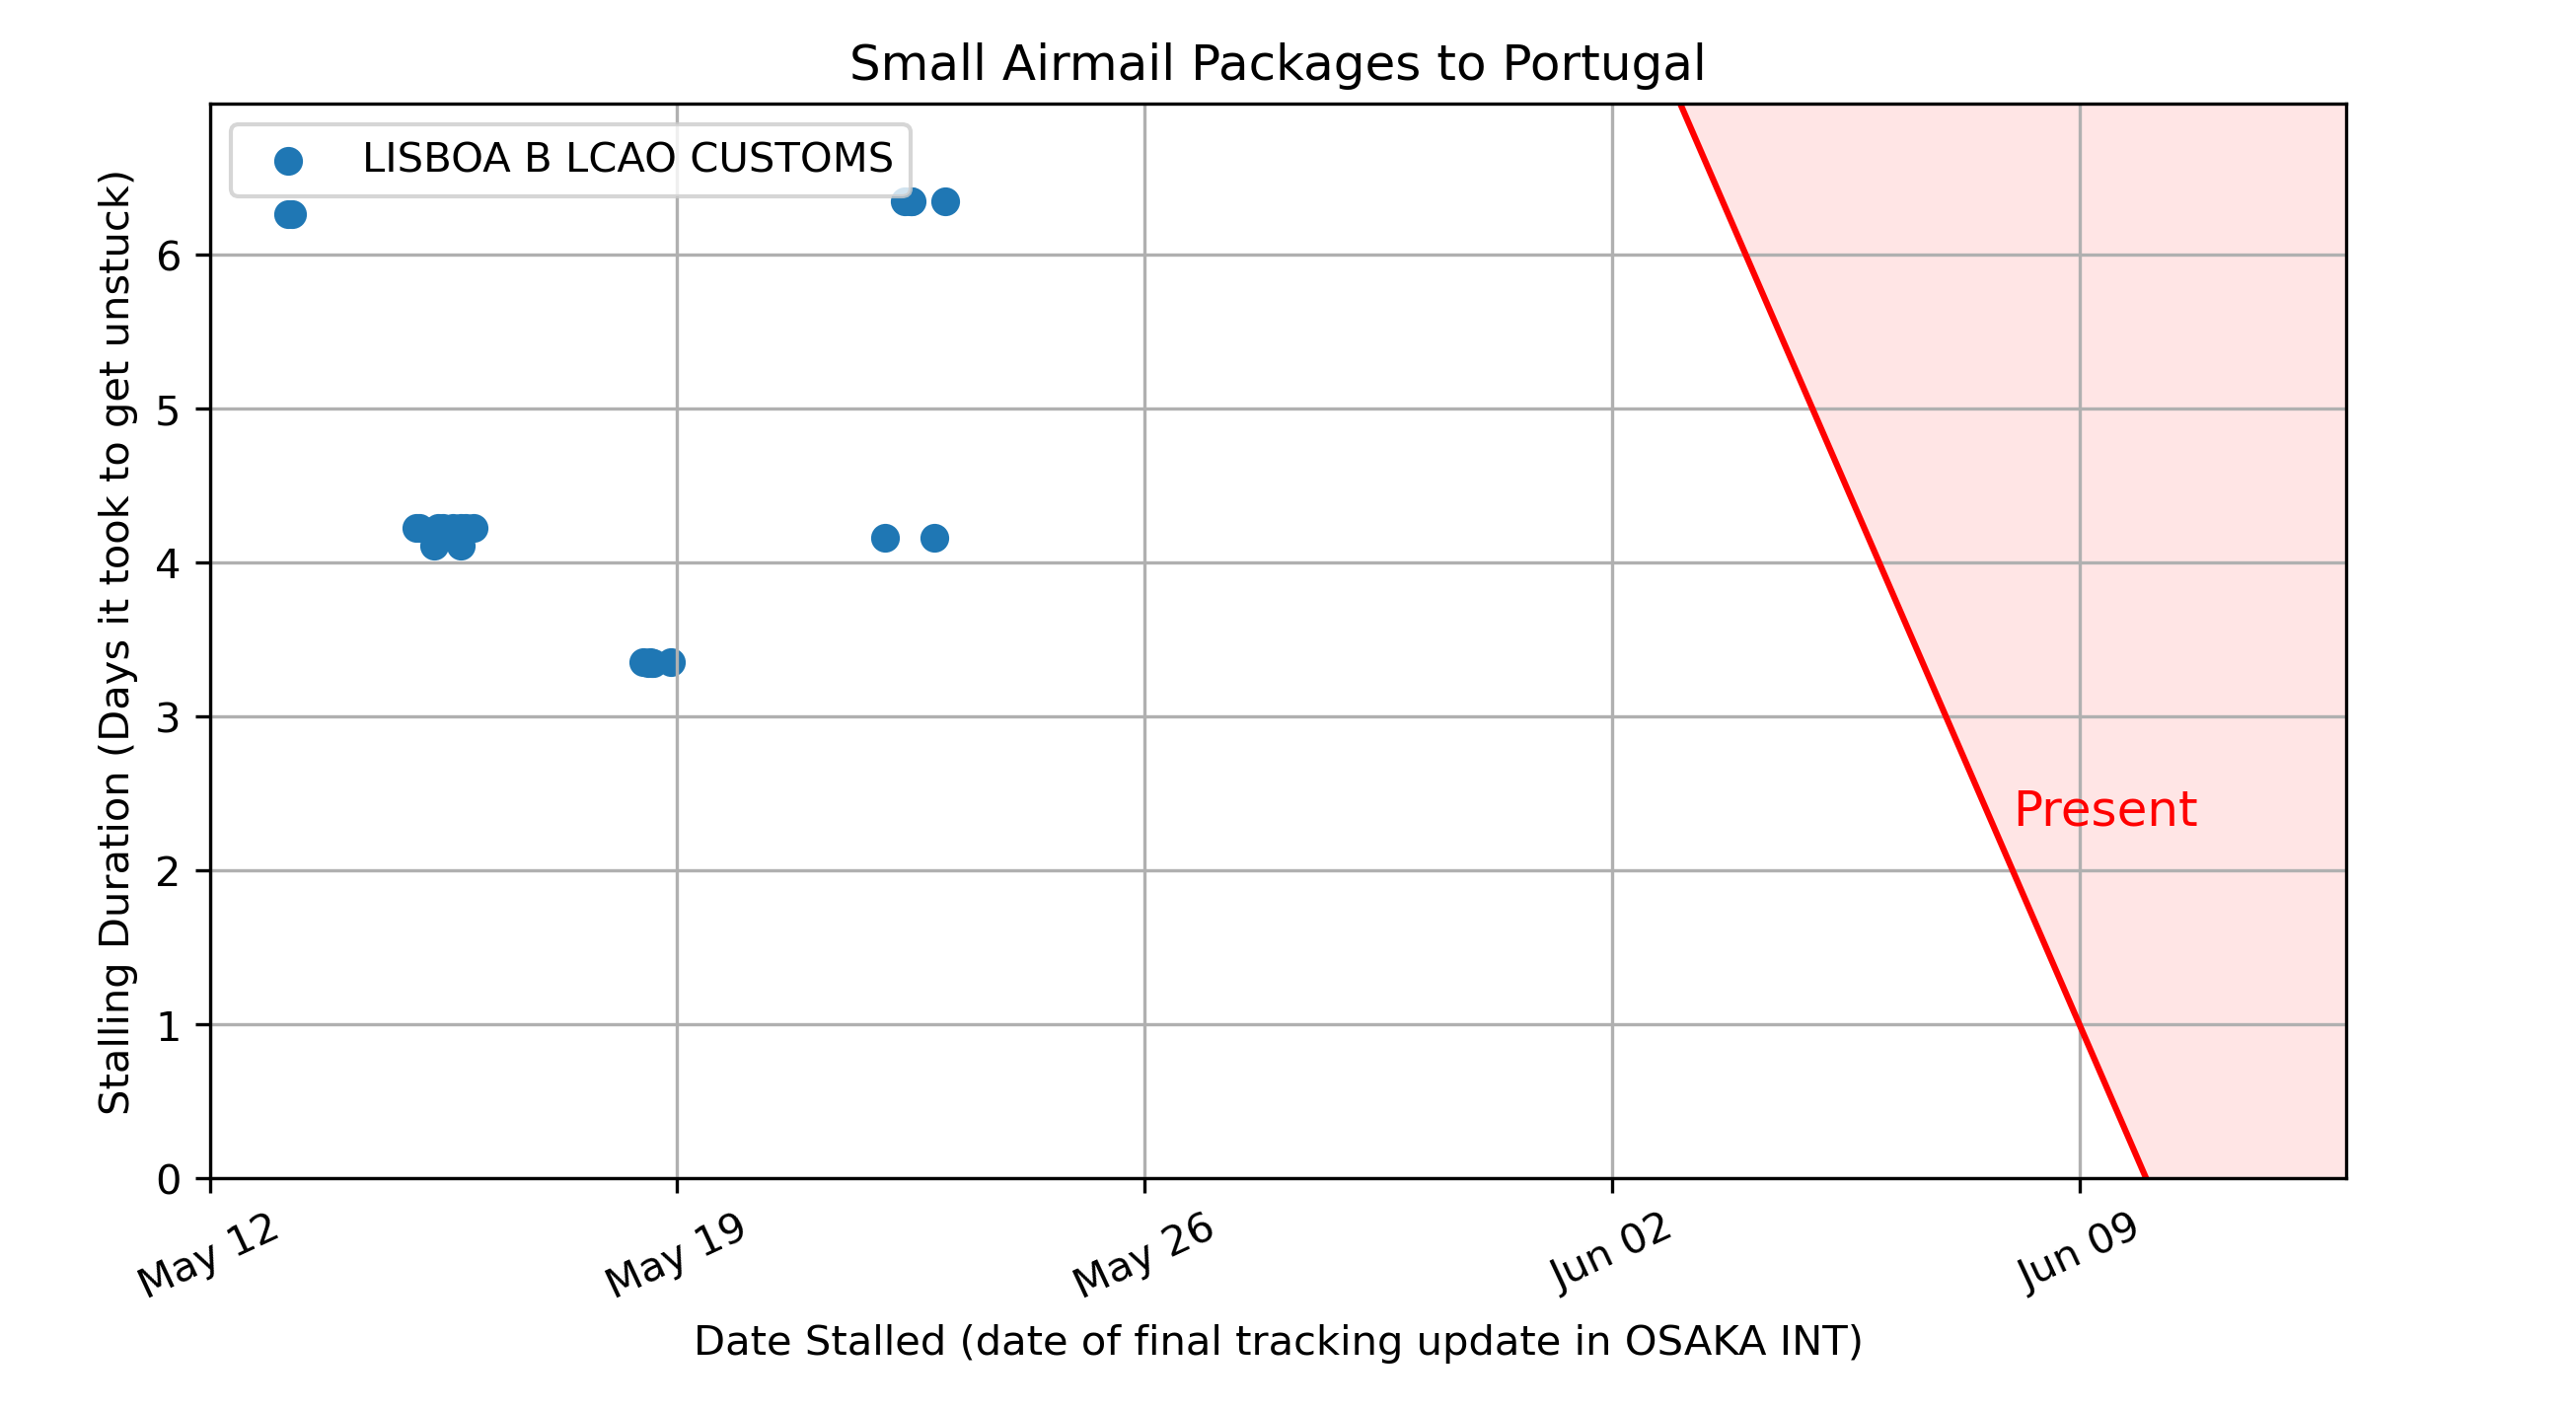 Small Airmail Packages to Portugal
LISBOA B LCAO CUSTOMS
Stalling Duration (Days it took to get unstuck)
6
5
4
3
2
1
0
Present
May 12
May 19
May 26
Jun 02
Jun 09
Date Stalled (date of final tracking update in OSAKA INT)